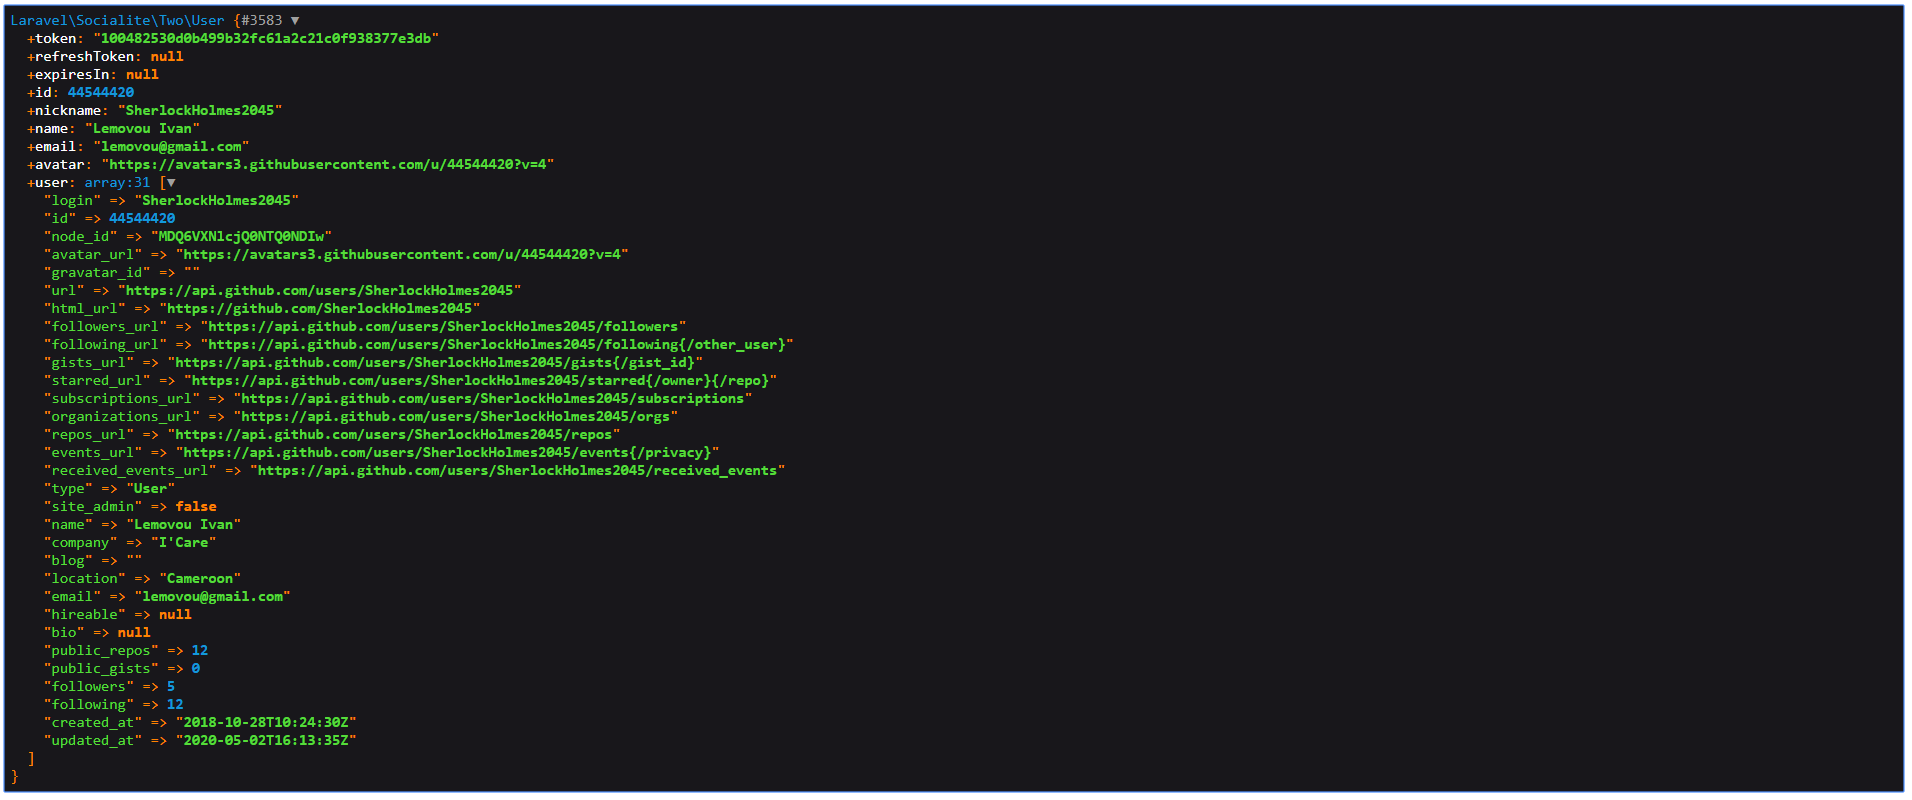 Laravel\Socialite\Two\User {#3583 ▼
+token: "100482530d0b499b32fc61a2c21c0f938377e3db"
+refreshToken: null
+expiresIn: null
+id: 44544420
+nickname: "SherlockHolmes2045"
+name: "Lemovou Ivan"
+email: "lemovou@gmail.com"
+avatar: "https://avatars3.githubusercontent.com/u/44544420?v=4"
+user: array:31 [▼
"login" => "SherlockHolmes2045"
"id" => 44544420
"node_id" => "MDQ6VXNlcjQ0NTQ0NDIw"
"avatar_url" => "https://avatars3.githubusercontent.com/u/44544420?v=4"
"gravatar_id" => ""
"url" => "https://api.github.com/users/SherlockHolmes2045"
"html_url" => "https://github.com/SherlockHolmes2045"
"followers_url" => "https://api.github.com/users/SherlockHolmes2045/followers"
"following_url" => "https://api.github.com/users/SherlockHolmes2045/following{/other_user}"
"gists_url" => "https://api.github.com/users/SherlockHolmes2045/gists{/gist_id}"
"starred_url" => "https://api.github.com/users/SherlockHolmes2045/starred{/owner}{/repo}"
"subscriptions_url" => "https://api.github.com/users/SherlockHolmes2045/subscriptions"
"organizations_url" => "https://api.github.com/users/SherlockHolmes2045/orgs"
"repos_url" => "https://api.github.com/users/SherlockHolmes2045/repos"
"events_url" => "https://api.github.com/users/SherlockHolmes2045/events{/privacy}"
"received_events_url" => "https://api.github.com/users/SherlockHolmes2045/received_events"
"type" => "User"
"site_admin" => false
"name" => "Lemovou Ivan"
"company" => "I'Care"
"blog" => ""
"location" => "Cameroon"
"email" => "lemovou@gmail.com"
"hireable" => null
"bio" => null
"public_repos" => 12
"public_gists" => 0
"followers" => 5
"following" => 12
"created_at" => "2018-10-28T10:24:30Z"
"updated_at" => "2020-05-02T16:13:35Z"
]
}